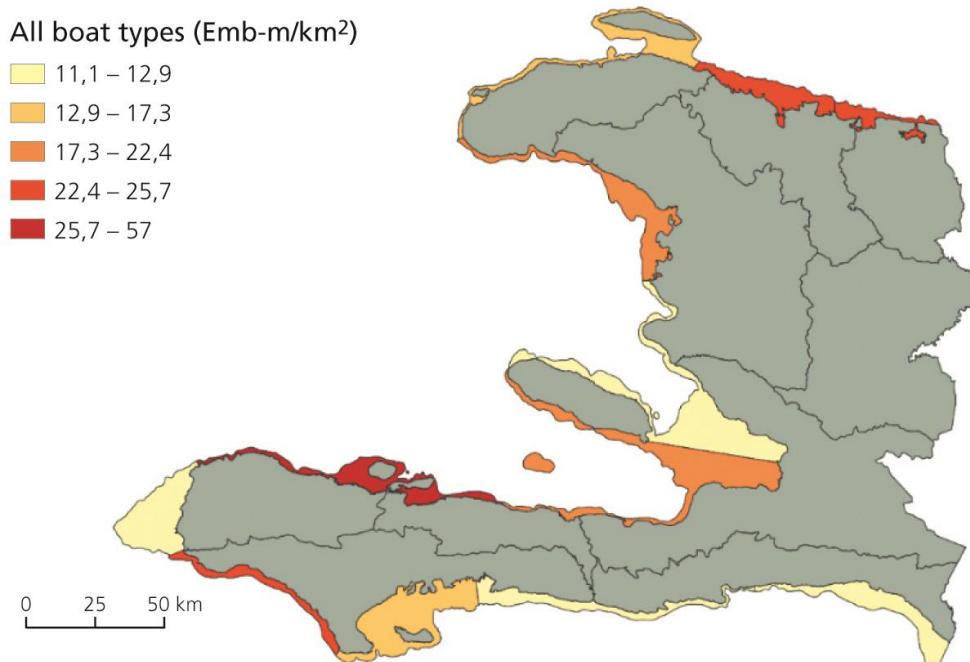 All boat types (Emb-m/km²)
11,1 – 12,9
12,9 – 17,3
17,3 – 22,4
22,4 – 25,7
25,7 – 57
0 25 50 km